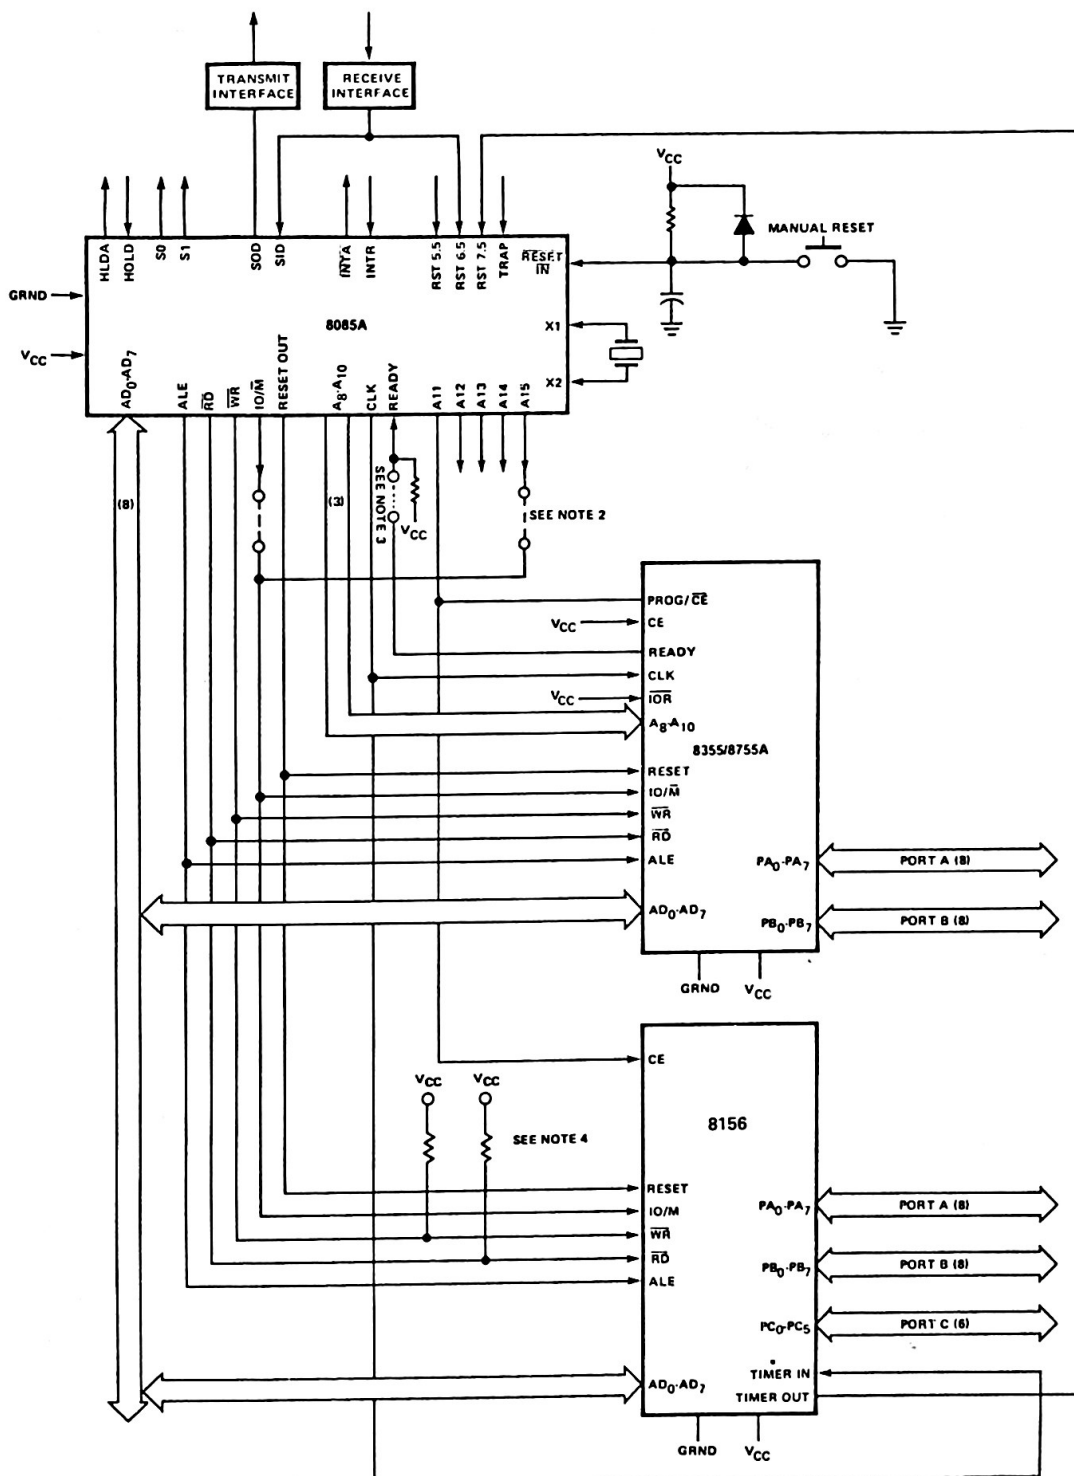 TRANSMIT
INTERFACE
RECEIVE
INTERFACE
VCC
MANUAL RESET
HLDA
HOLD
S0
S1
SOD
SID
INTA
INTR
RST 5.5
RST 6.5
RST 7.5
TRAP
RESET
IN
GRND
8085A
X1
VCC
X2
AD0-AD7
ALE
RD
WR
IO/M
RESET OUT
A8-A10
CLK
READY
A11
A12
A13
A14
A15
(8)
(3)
SEE NOTE 3
VCC
SEE NOTE 2
PROG/CE
VCC
CE
READY
CLK
VCC
IOR
A8-A10
8355/8755A
RESET
IO/M
WR
RD
ALE
PA0-PA7
PORT A (8)
AD0-AD7
PB0-PB7
PORT B (8)
GRND
VCC
CE
VCC
VCC
8156
SEE NOTE 4
RESET
IO/M
PA0-PA7
PORT A (8)
WR
RD
PB0-PB7
PORT B (8)
ALE
PC0-PC5
PORT C (6)
TIMER IN
AD0-AD7
TIMER OUT
GRND
VCC